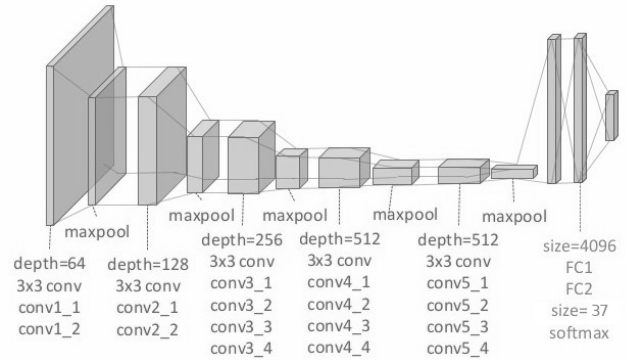 maxpool
maxpool
maxpool
maxpool
maxpool
depth=64
3x3 conv
conv1_1
conv1_2
depth=128
3x3 conv
conv2_1
conv2_2
depth=256
3x3 conv
conv3_1
conv3_2
conv3_3
conv3_4
depth=512
3x3 conv
conv4_1
conv4_2
conv4_3
conv4_4
depth=512
3x3 conv
conv5_1
conv5_2
conv5_3
conv5_4
size=4096
FC1
FC2
size= 37
softmax